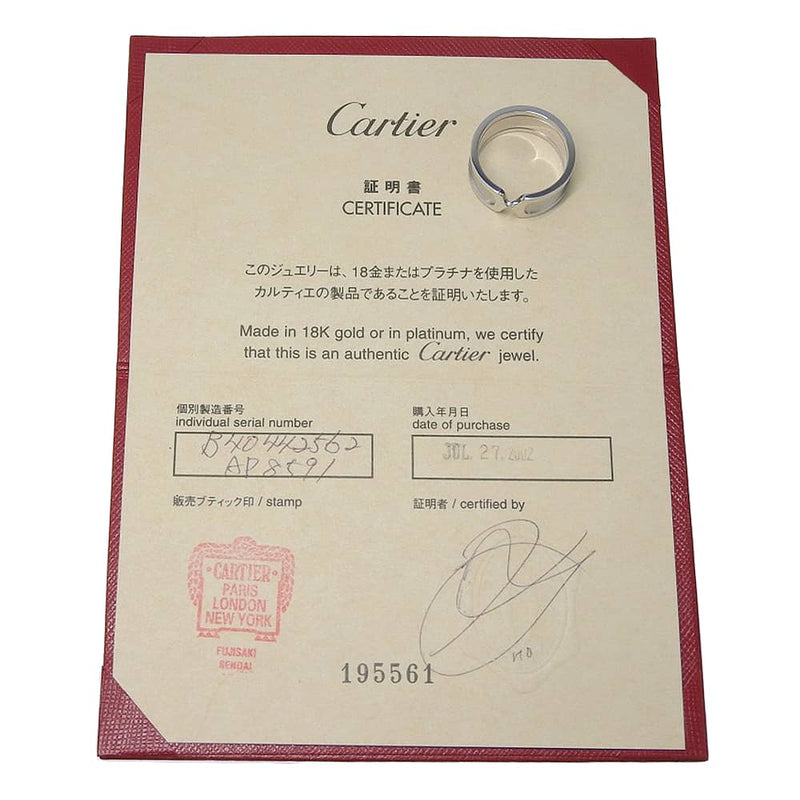 Cartier
証明書
CERTIFICATE
このジュエリーは、18金またはプラチナを使用した
カルティエの製品であることを証明いたします。
Made in 18K gold or in platinum, we certify
that this is an authentic Cartier jewel.
個別製造番号
individual serial number
B40442562
AP8591
購入年月日
date of purchase
JUL 27.2002
販売ブティック印 / stamp
証明者 / certified by
CARTIER
PARIS
LONDON
NEW YORK
FUJISAKI
SENDAI
195561